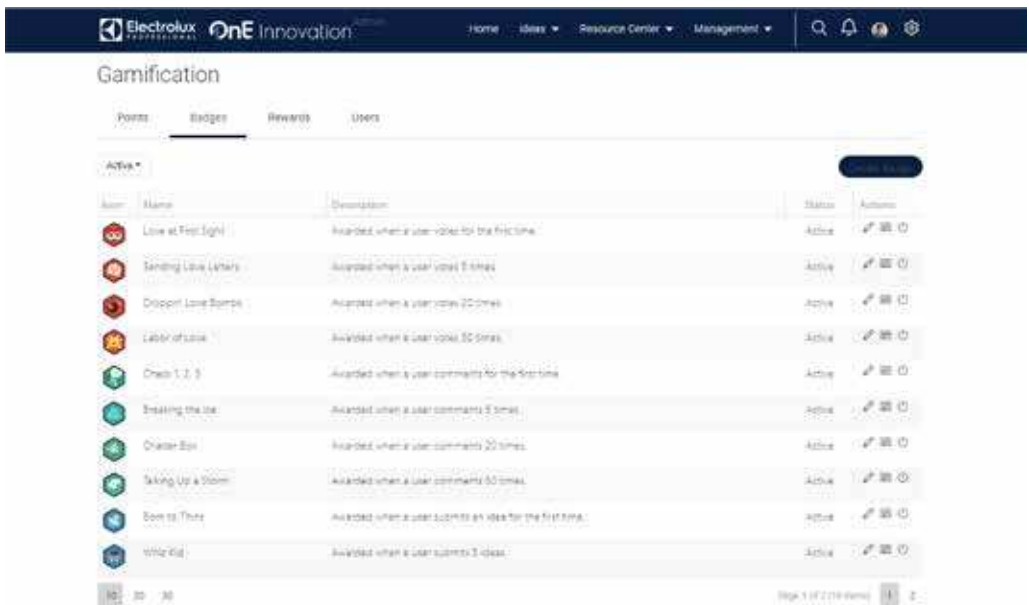 Electrolux OnE Innovation
PROFESSIONAL
Home Ideas Resource Center Management
Gamification
Points Badges Rewards Users
Active
Icon Name Description Status Actions
Love at First Sight Awarded when a user votes for the first time. Active
Sending Love Letters Awarded when a user votes 5 times. Active
Droppin' Love Bombs Awarded when a user votes 20 times. Active
Labor of Love Awarded when a user votes 50 times. Active
Check 1, 2, 3 Awarded when a user comments for the first time. Active
Breaking the Ice Awarded when a user comments 5 times. Active
Chatter Box Awarded when a user comments 20 times. Active
Talking Up a Storm Awarded when a user comments 50 times. Active
Born to Think Awarded when a user submits an idea for the first time. Active
Whiz Kid Awarded when a user submits 5 ideas. Active
10 20 30 Page 1 of 2 1 2